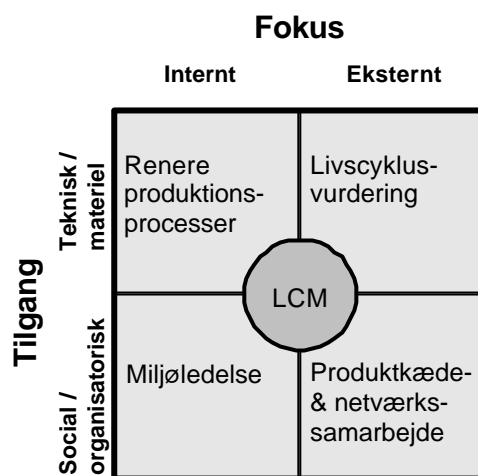 Fokus
Internt
Eksternt
Tilgang
Teknisk /
materiel
Renere
produktions-
processer
Livscyklus-
vurdering
LCM
Social /
organisatorisk
Miljøledelse
Produktkæde-
& netværks-
samarbejde